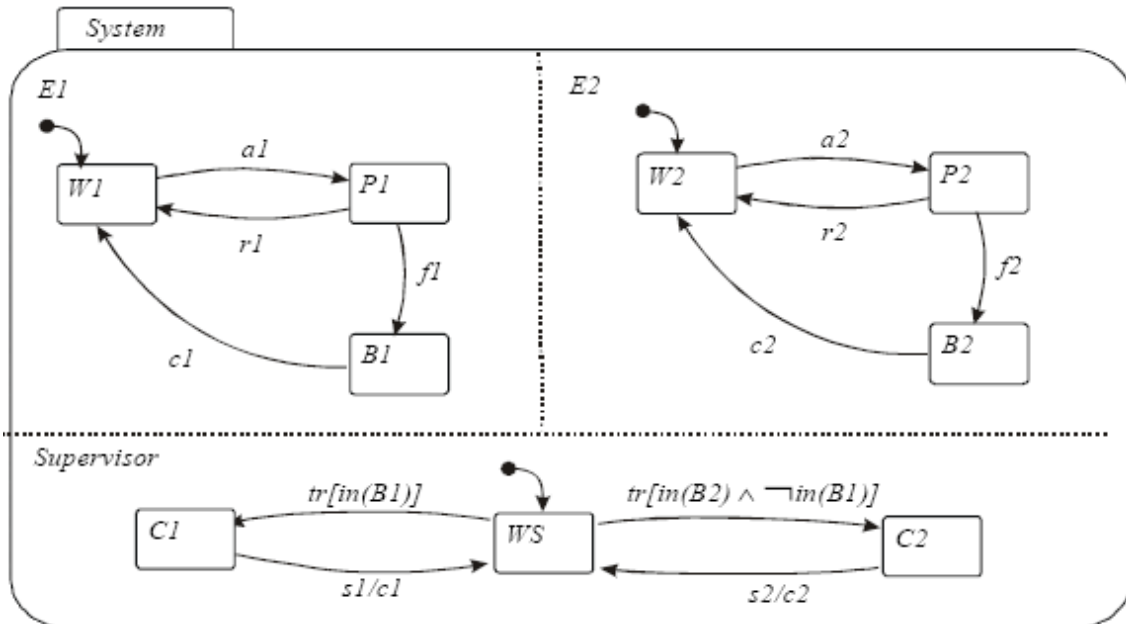 System
E1
E2
a1
a2
W1
P1
W2
P2
r1
r2
f1
f2
c1
B1
c2
B2
Supervisor
tr[in(B1)]
tr[in(B2) ∧ ¬in(B1)]
C1
WS
C2
s1/c1
s2/c2